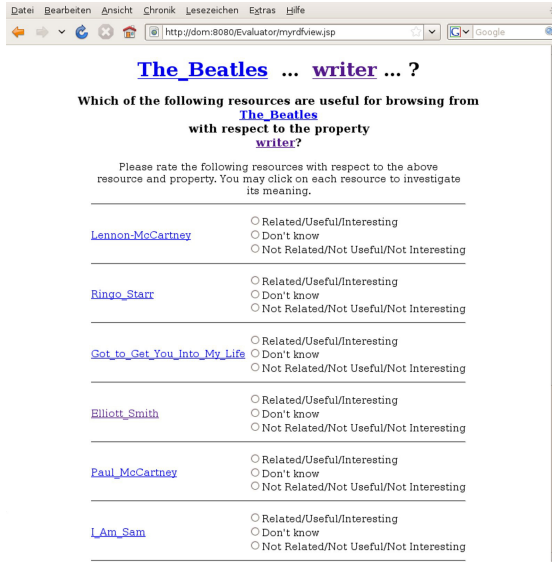 Datei Bearbeiten Ansicht Chronik Lesezeichen Extras Hilfe
http://dom:8080/Evaluator/myrdfview.jsp
G Google
The_Beatles ... writer ... ?
Which of the following resources are useful for browsing from
The_Beatles
with respect to the property
writer?
Please rate the following resources with respect to the above
resource and property. You may click on each resource to investigate
its meaning.
Related/Useful/Interesting
Lennon-McCartney Don't know
Not Related/Not Useful/Not Interesting
Related/Useful/Interesting
Ringo_Starr Don't know
Not Related/Not Useful/Not Interesting
Related/Useful/Interesting
Got_to_Get_You_Into_My_Life Don't know
Not Related/Not Useful/Not Interesting
Related/Useful/Interesting
Elliott_Smith Don't know
Not Related/Not Useful/Not Interesting
Related/Useful/Interesting
Paul_McCartney Don't know
Not Related/Not Useful/Not Interesting
Related/Useful/Interesting
I_Am_Sam Don't know
Not Related/Not Useful/Not Interesting